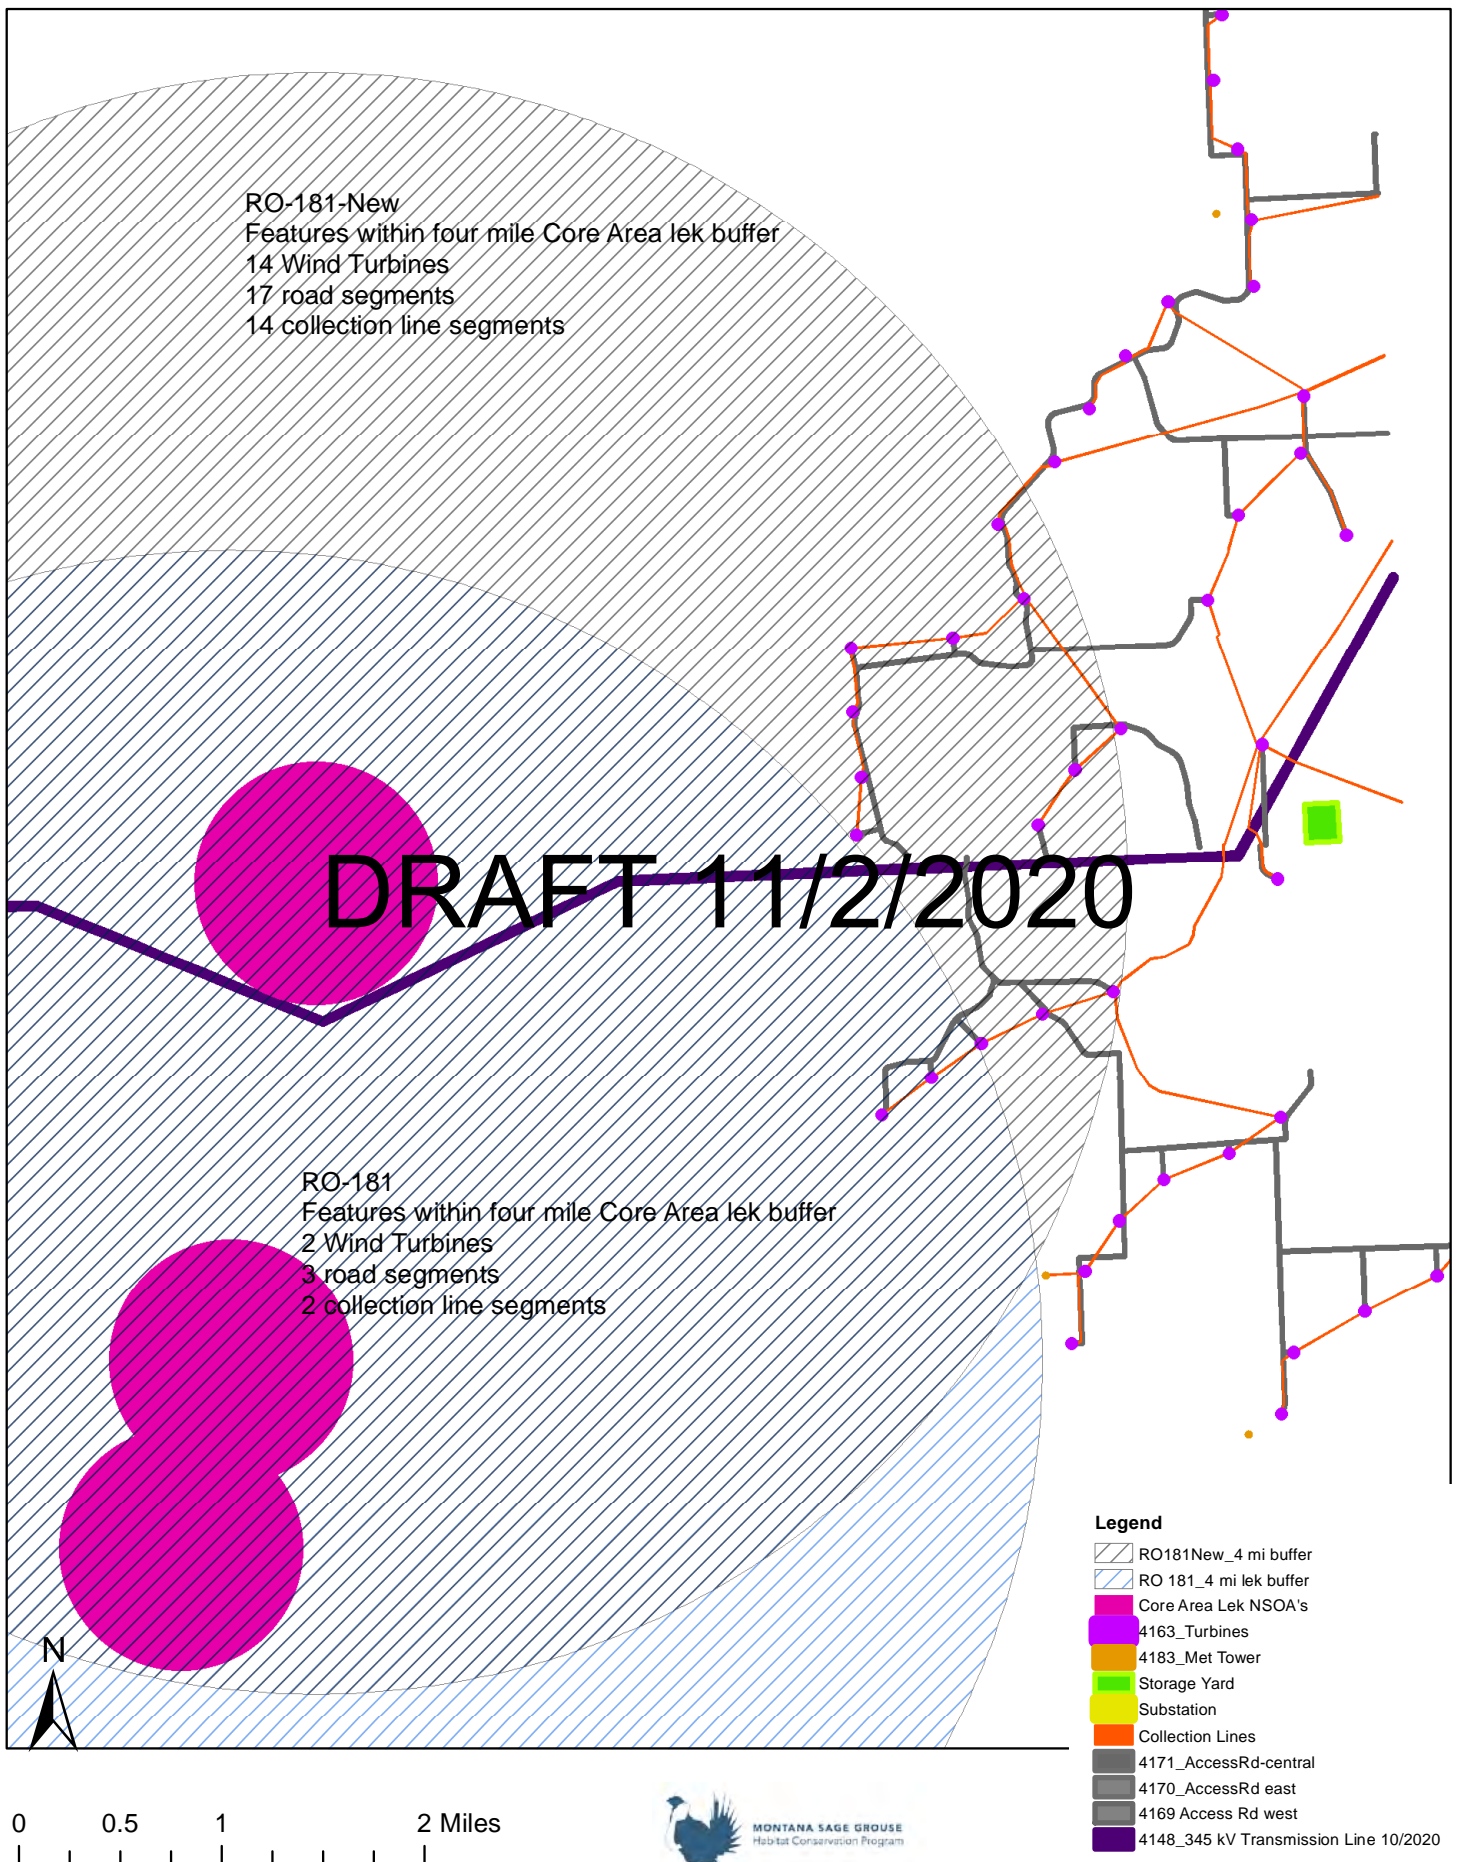 RO-181-New
Features within four mile Core Area lek buffer
14 Wind Turbines
17 road segments
14 collection line segments
DRAFT 11/2/2020
RO-181
Features within four mile Core Area lek buffer
2 Wind Turbines
3 road segments
2 collection line segments
N
Legend
RO181New_4 mi buffer
RO 181_4 mi lek buffer
Core Area Lek NSOA's
4163_Turbines
4183_Met Tower
Storage Yard
Substation
Collection Lines
4171_AccessRd-central
4170_AccessRd east
4169 Access Rd west
4148_345 kV Transmission Line 10/2020
0 0.5 1 2 Miles
MONTANA SAGE GROUSE
Habitat Conservation Program